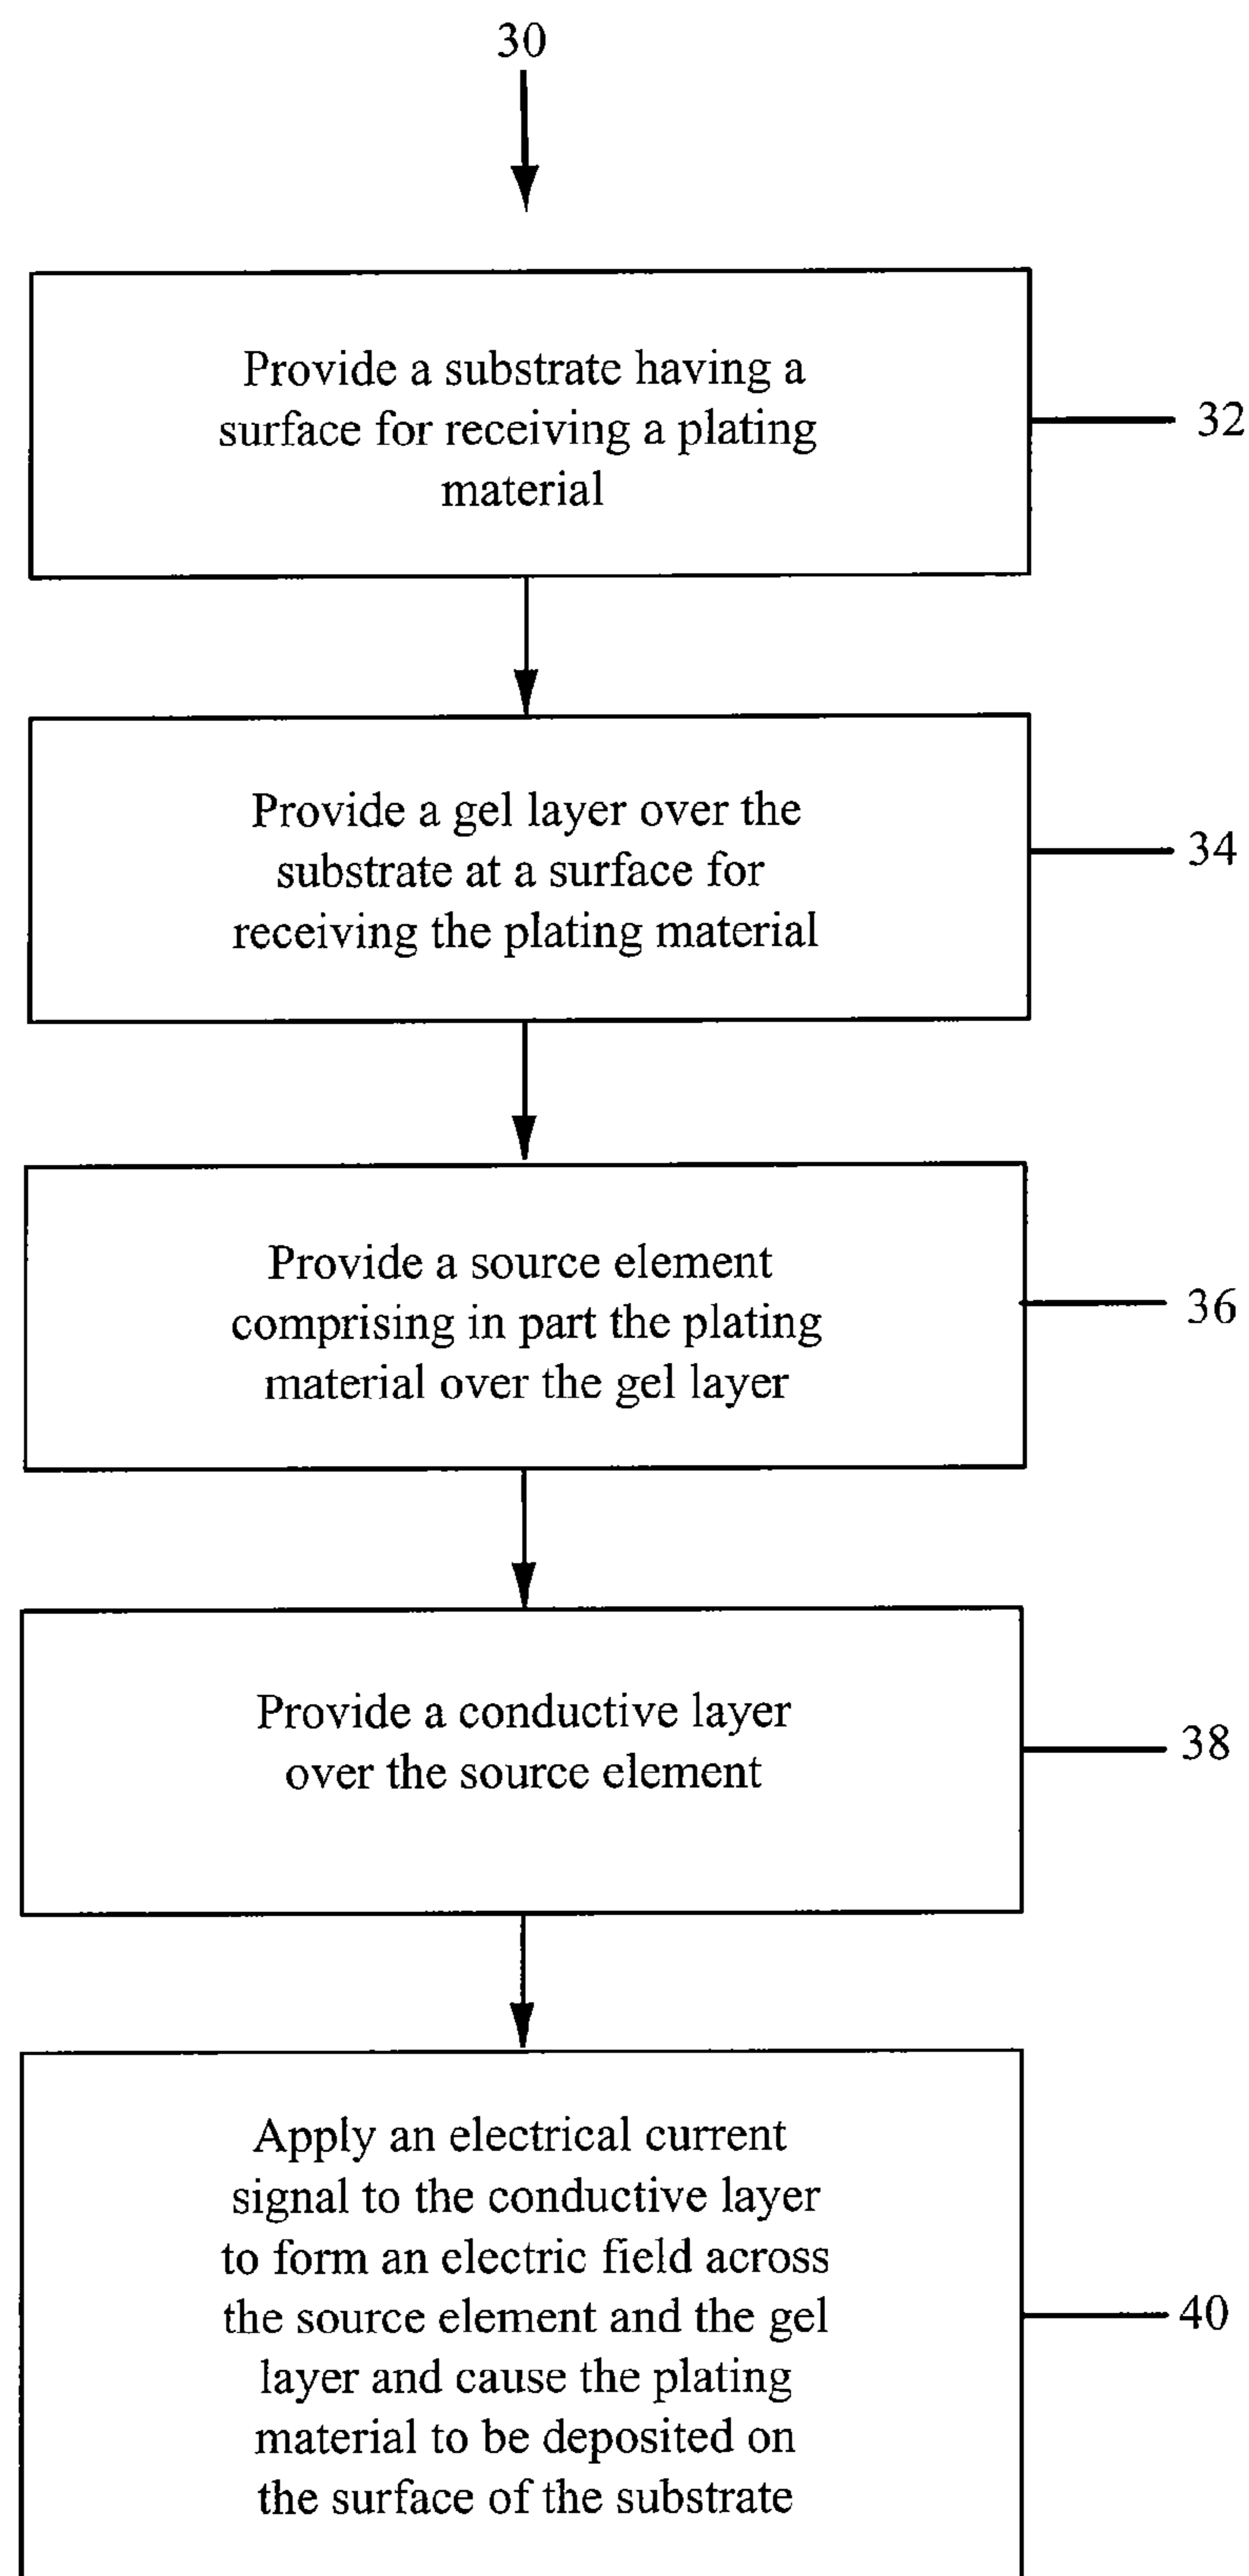 30
Provide a substrate having a
surface for receiving a plating
material
32
Provide a gel layer over the
substrate at a surface for
receiving the plating material
34
Provide a source element
comprising in part the plating
material over the gel layer
36
Provide a conductive layer
over the source element
38
Apply an electrical current
signal to the conductive layer
to form an electric field across
the source element and the gel
layer and cause the plating
material to be deposited on
the surface of the substrate
40